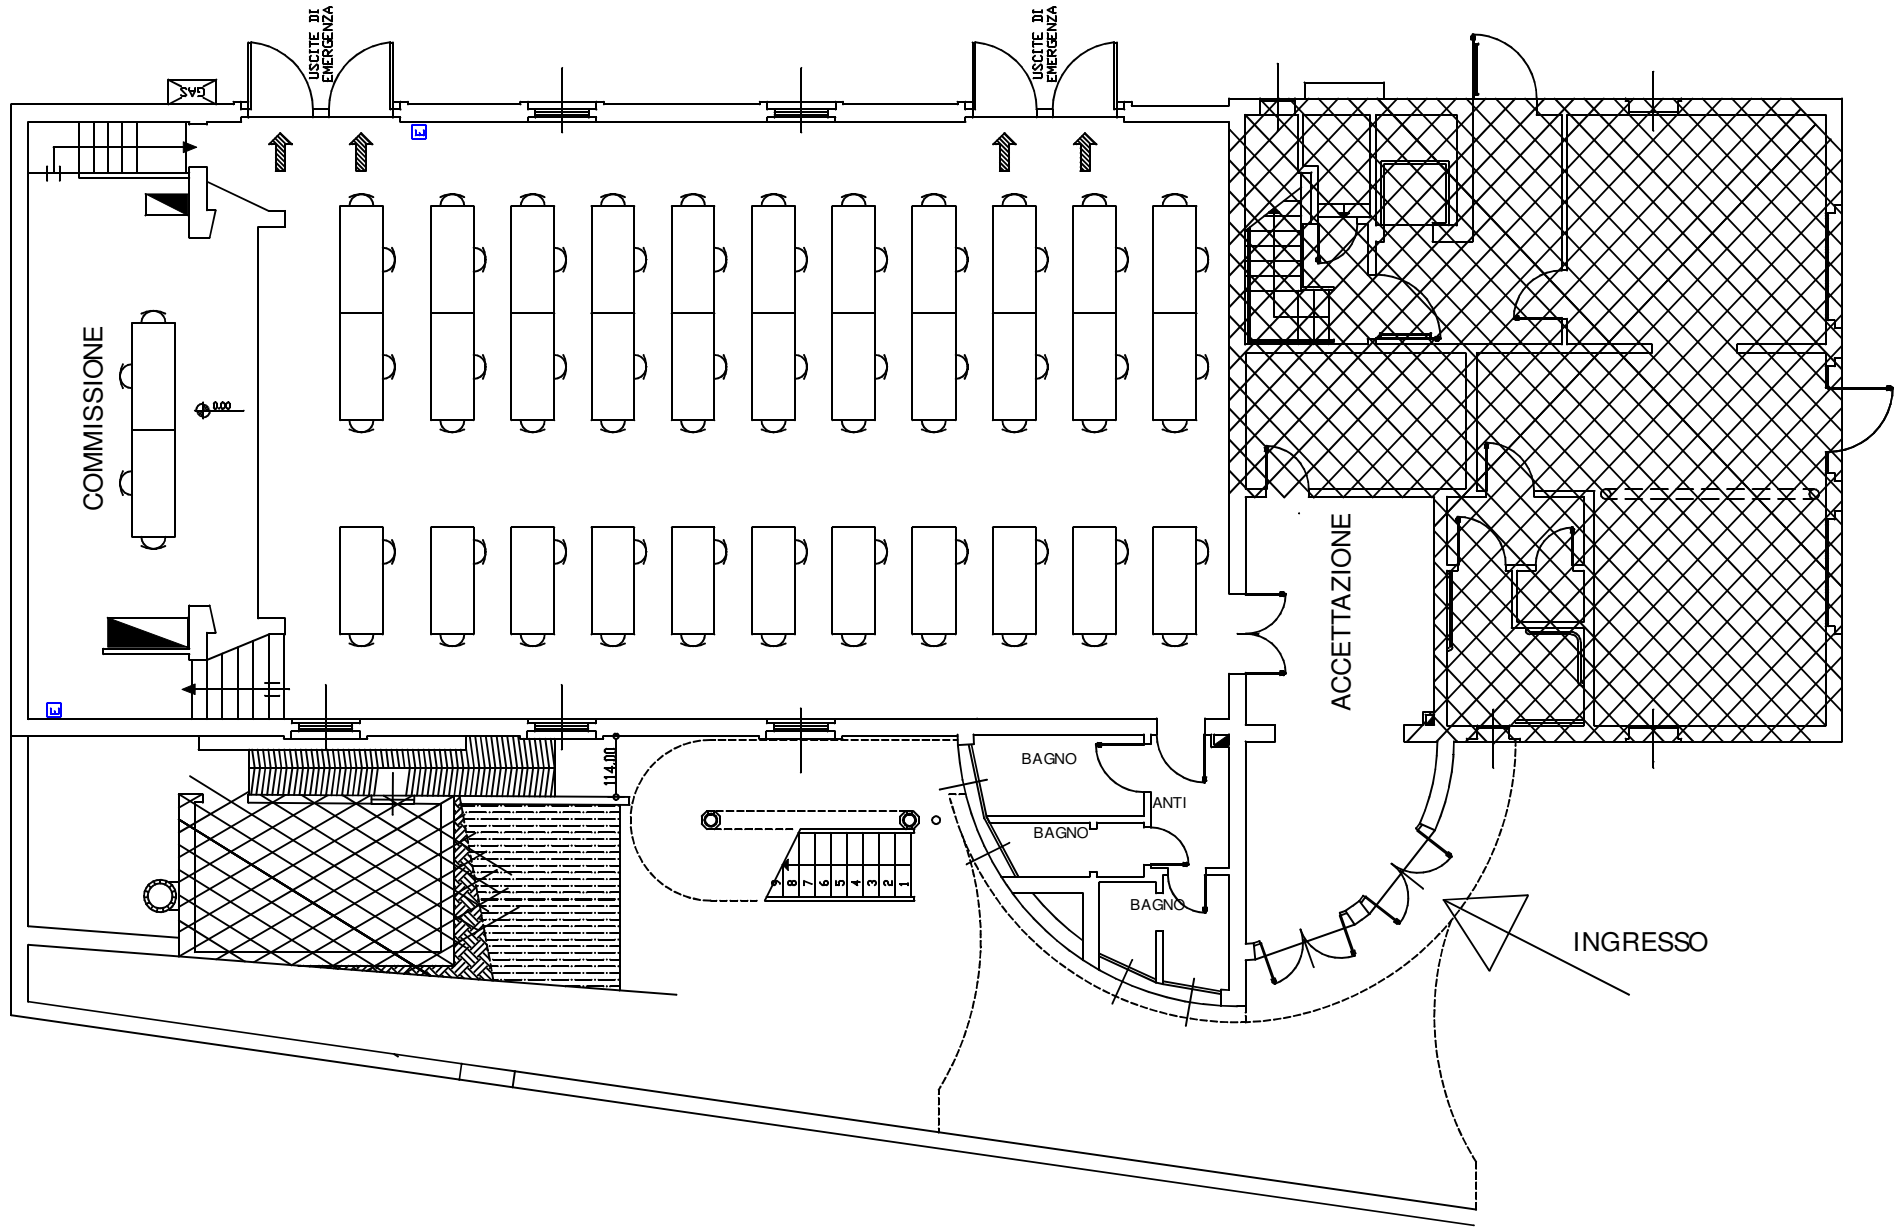 USCITE DI
EMERGENZA
USCITE DI
EMERGENZA
GAS
E
COMMISSIONE
0.00
ACCETTAZIONE
E
114.00
BAGNO
ANTI
BAGNO
9 8 7 6 5 4 3 2 1
BAGNO
INGRESSO